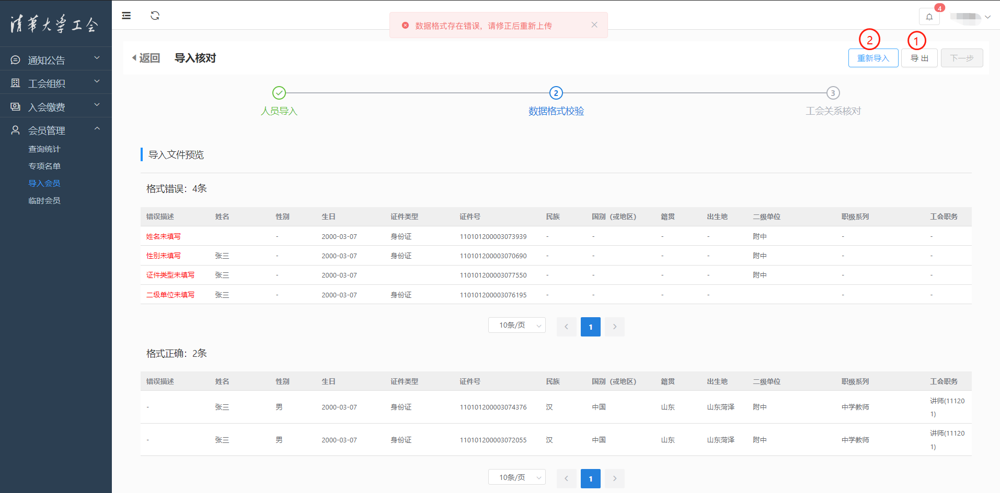 清華大学工会
通知公告
工会组织
入会缴费
会员管理
查询统计
专项名单
导入会员
临时会员
数据格式存在错误，请修正后重新上传
4
返回 导入核对
2 1
重新导入 导 出 下一步
2 3
人员导入 数据格式校验 工会关系核对
导入文件预览
格式错误：4条
错误描述 姓名 性别 生日 证件类型 证件号 民族 国别（或地区） 籍贯 出生地 二级单位 职级系列 工会职务
姓名未填写 - 2000-03-07 身份证 110101200003073939 - - - - 附中 - -
性别未填写 张三 - 2000-03-07 身份证 110101200003070690 - - - - 附中 - -
证件类型未填写 张三 - 2000-03-07 110101200003077550 - - - - 附中 - -
二级单位未填写 张三 - 2000-03-07 身份证 110101200003076195 - - - - - -
10条/页 1
格式正确：2条
错误描述 姓名 性别 生日 证件类型 证件号 民族 国别（或地区） 籍贯 出生地 二级单位 职级系列 工会职务
- 张三 男 2000-03-07 身份证 110101200003074376 汉 中国 山东 山东菏泽 附中 中学教师 讲师(11120
1)
- 张三 男 2000-03-07 身份证 110101200003072055 汉 中国 山东 山东菏泽 附中 中学教师 讲师(11120
1)
10条/页 1